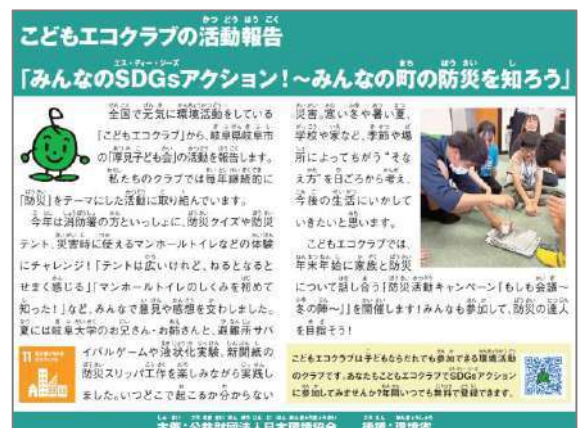 こどもエコクラブの活動報告
「みんなのSDGsアクション！～みんなの町の防災を知ろう」
全国で元気に環境活動をしている
「こどもエコクラブ」から、岐阜県岐阜市
の「厚見子ども会」の活動を報告します。
私たちのクラブでは毎年継続的に
「防災」をテーマにした活動に取り組んでいます。
今年は消防署の方といっしょに、防災クイズや防災
テント、災害時に使えるマンホールトイレなどの体験
にチャレンジ！「テントは広いけれど、ねるとなると
せまく感じる」「マンホールトイレのしくみを初めて
知った！」など、みんなで意見や感想を交わしました。
夏には岐阜大学のお兄さん・お姉さんと、避難所サバ
イバルゲームや液状化実験、新聞紙の
防災スリッパ工作を楽しみながら実践し
ました。いつどこで起こるか分からない
災害。寒い冬や暑い夏、
学校や家など、季節や場
所によってちがう“そな
え方”を日ごろから考え、
今後の生活にいかして
いきたいと思います。
こどもエコクラブでは、
年末年始に家族と防災
について話し合う「防災活動キャンペーン『もしも会議～
冬の陣～』」を開催します！みんなも参加して、防災の達人
を目指そう！
11
こどもエコクラブは子どもならだれでも参加できる環境活動
のクラブです。あなたもこどもエコクラブでSDGsアクション
に参加してみませんか？年間いつでも無料で登録できます。
主催：公益財団法人日本環境協会　後援：環境省